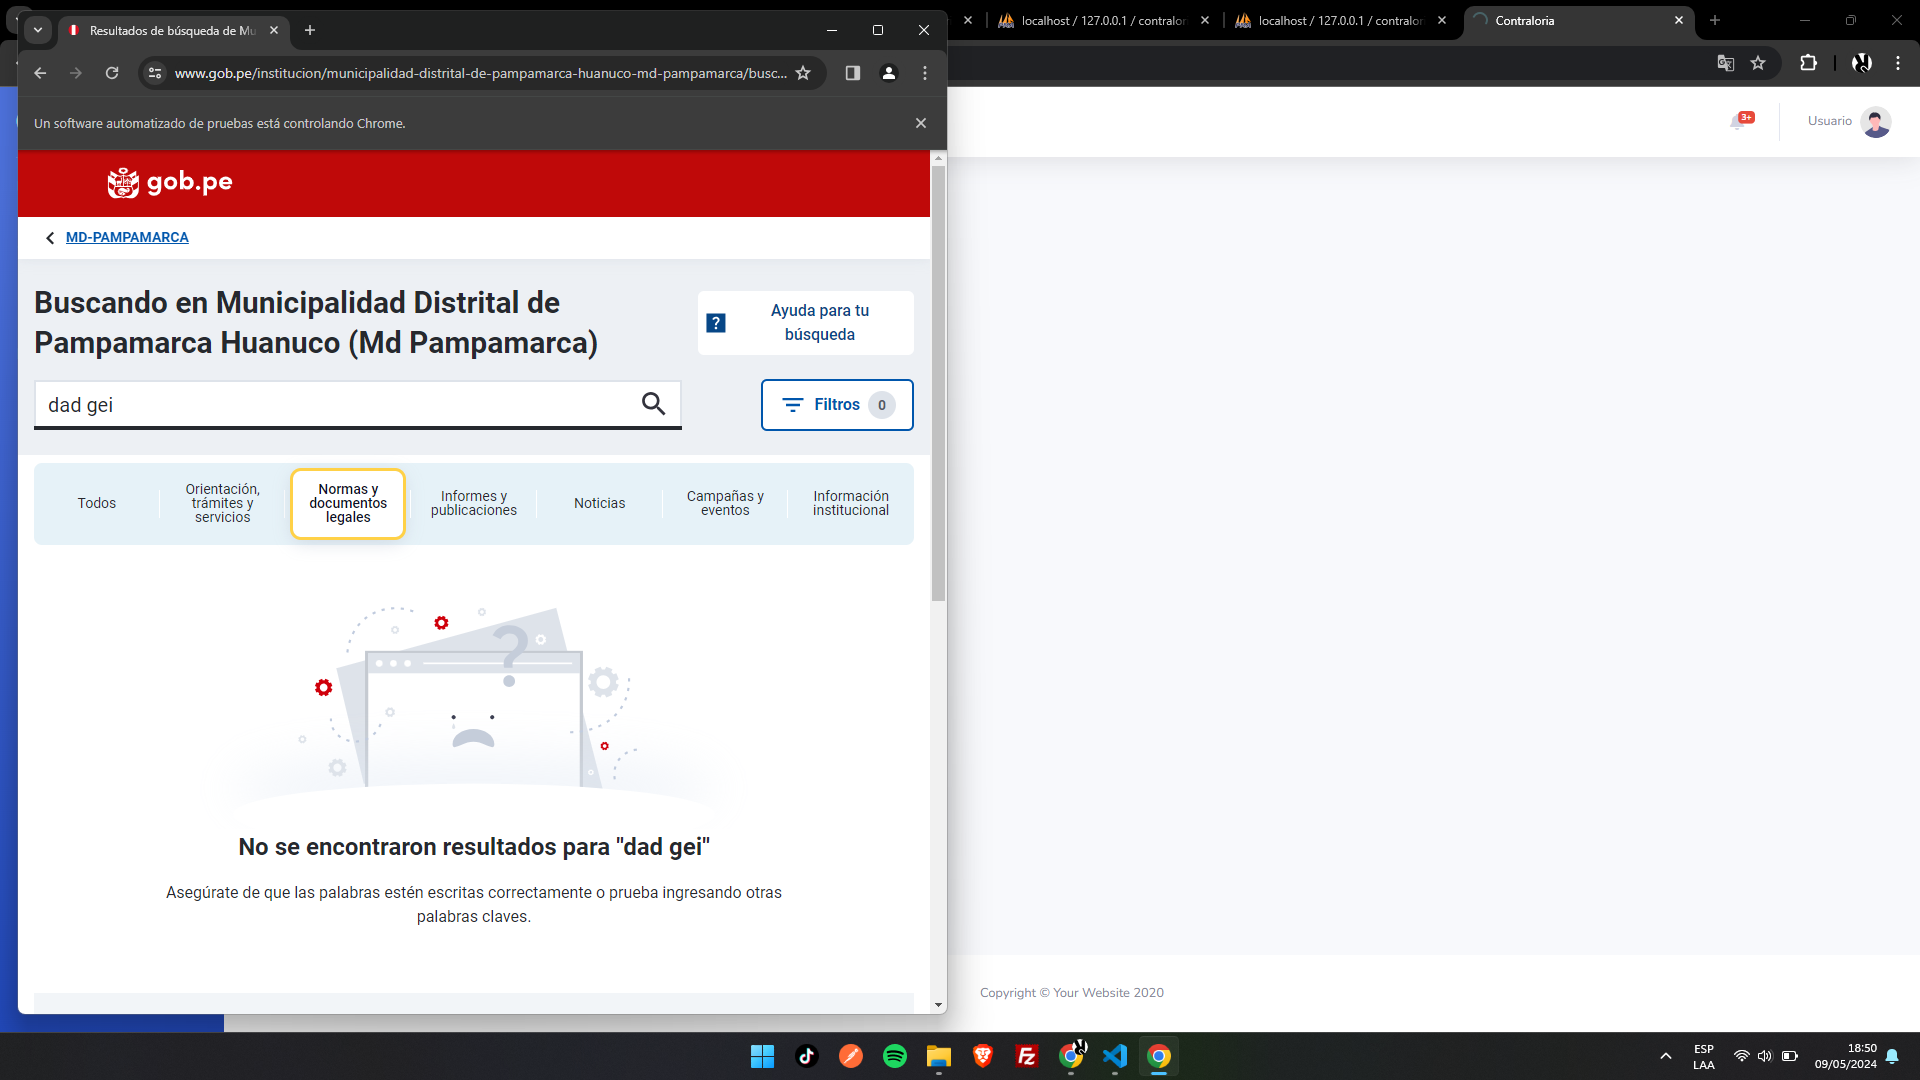 Resultados de búsqueda de Mu
localhost / 127.0.0.1 / contralor
localhost / 127.0.0.1 / contralor
Contraloria
www.gob.pe/institucion/municipalidad-distrital-de-pampamarca-huanuco-md-pampamarca/busc...
Un software automatizado de pruebas está controlando Chrome.
3+
Usuario
gob.pe
MD-PAMPAMARCA
Buscando en Municipalidad Distrital de
Pampamarca Huanuco (Md Pampamarca)
? Ayuda para tu
búsqueda
dad gei
Filtros 0
Todos
Orientación,
trámites y
servicios
Normas y
documentos
legales
Informes y
publicaciones
Noticias
Campañas y
eventos
Información
institucional
?
No se encontraron resultados para "dad gei"
Asegúrate de que las palabras estén escritas correctamente o prueba ingresando otras
palabras claves.
Copyright © Your Website 2020
Fz
ESP
LAA
18:50
09/05/2024